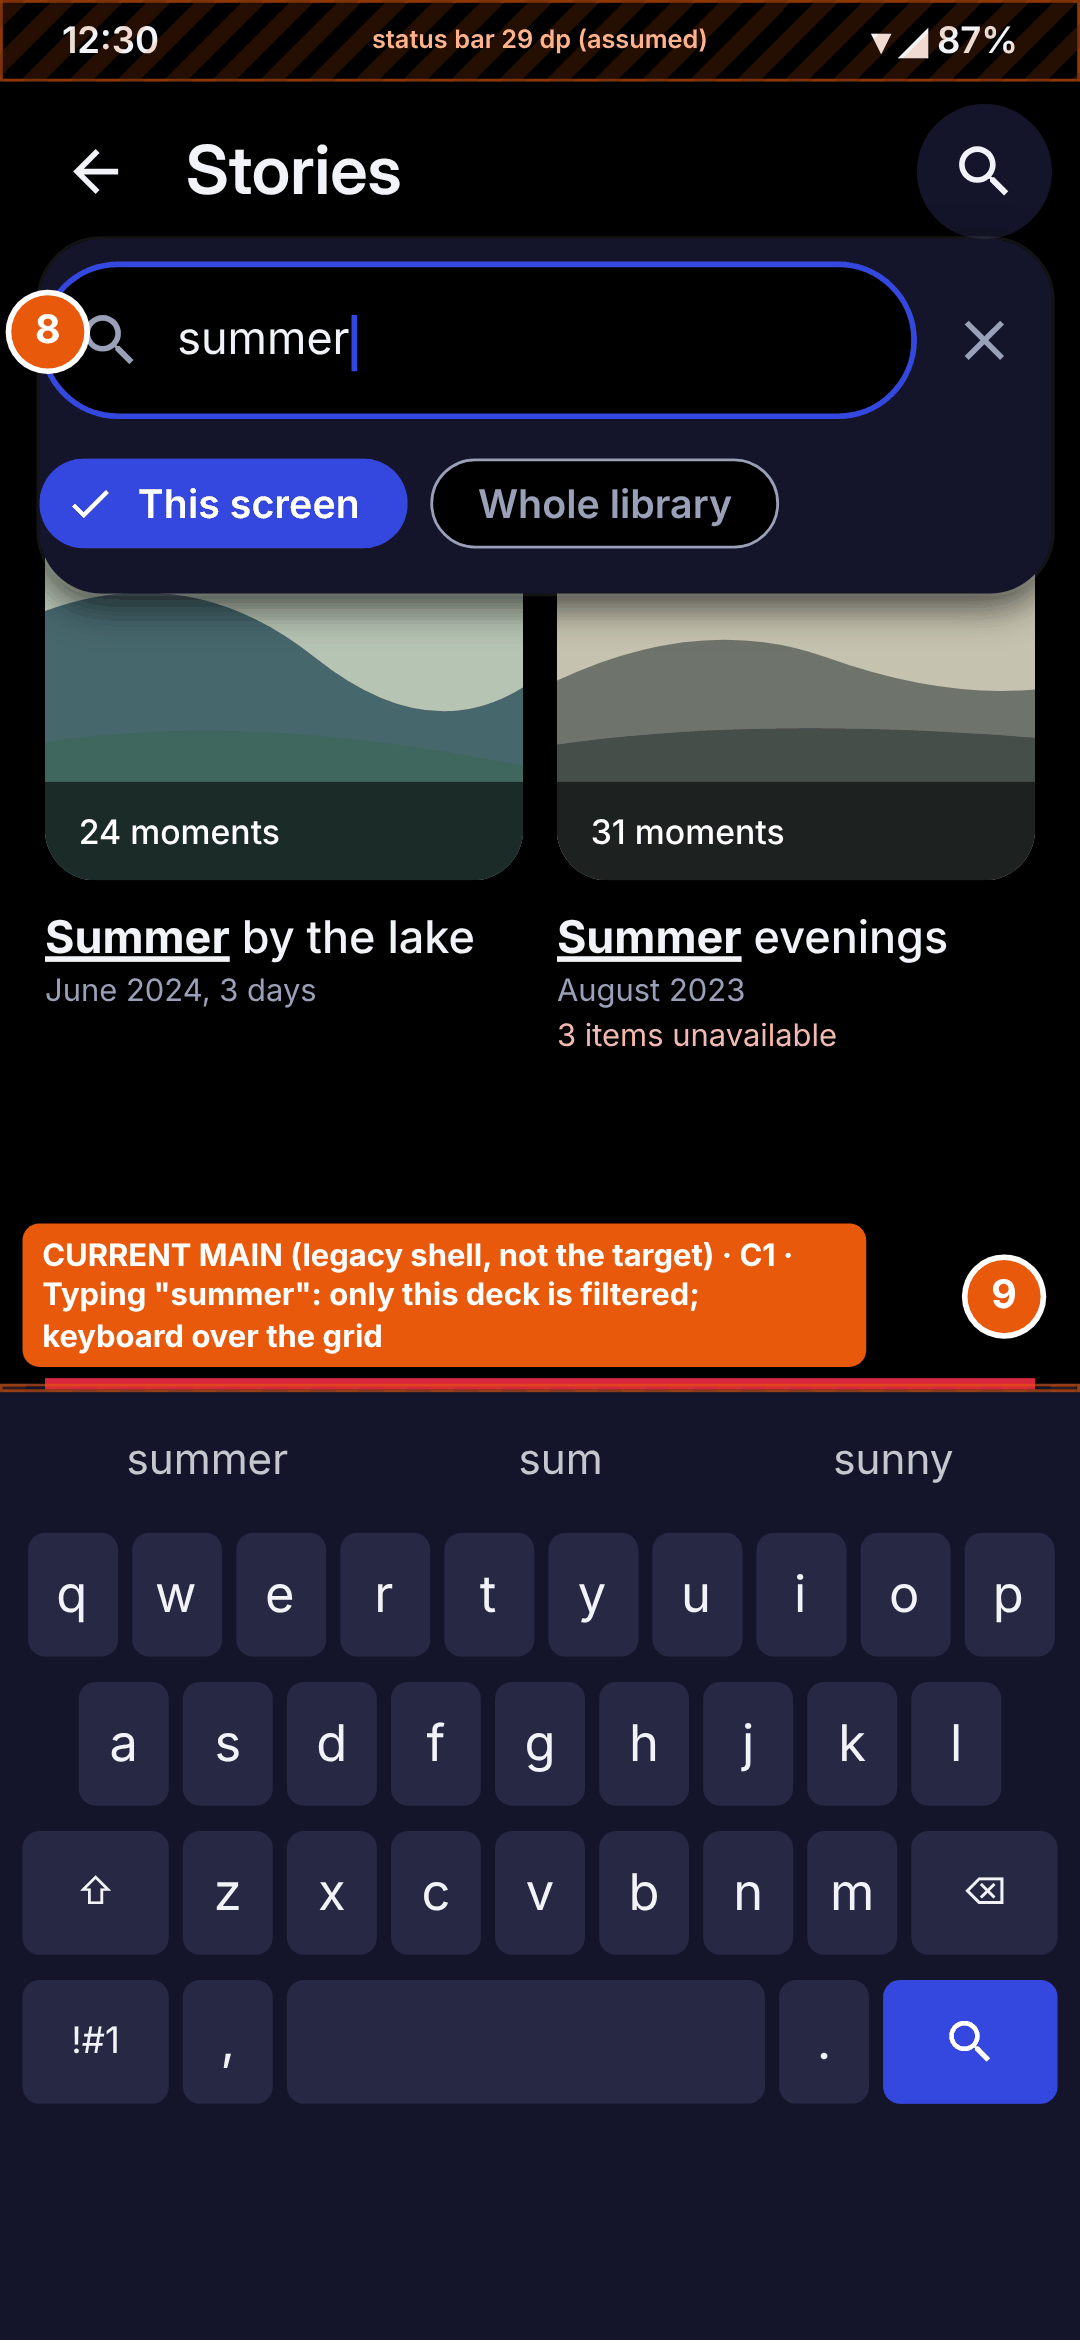 12:30 status bar 29 dp (assumed) 87%
Stories
8 summer
This screen Whole library
24 moments 31 moments
Summer by the lake Summer evenings
June 2024, 3 days August 2023
3 items unavailable
CURRENT MAIN (legacy shell, not the target) · C1 ·
Typing "summer": only this deck is filtered;
keyboard over the grid
9
summer sum sunny
q w e r t y u i o p
a s d f g h j k l
z x c v b n m
!#1 , .